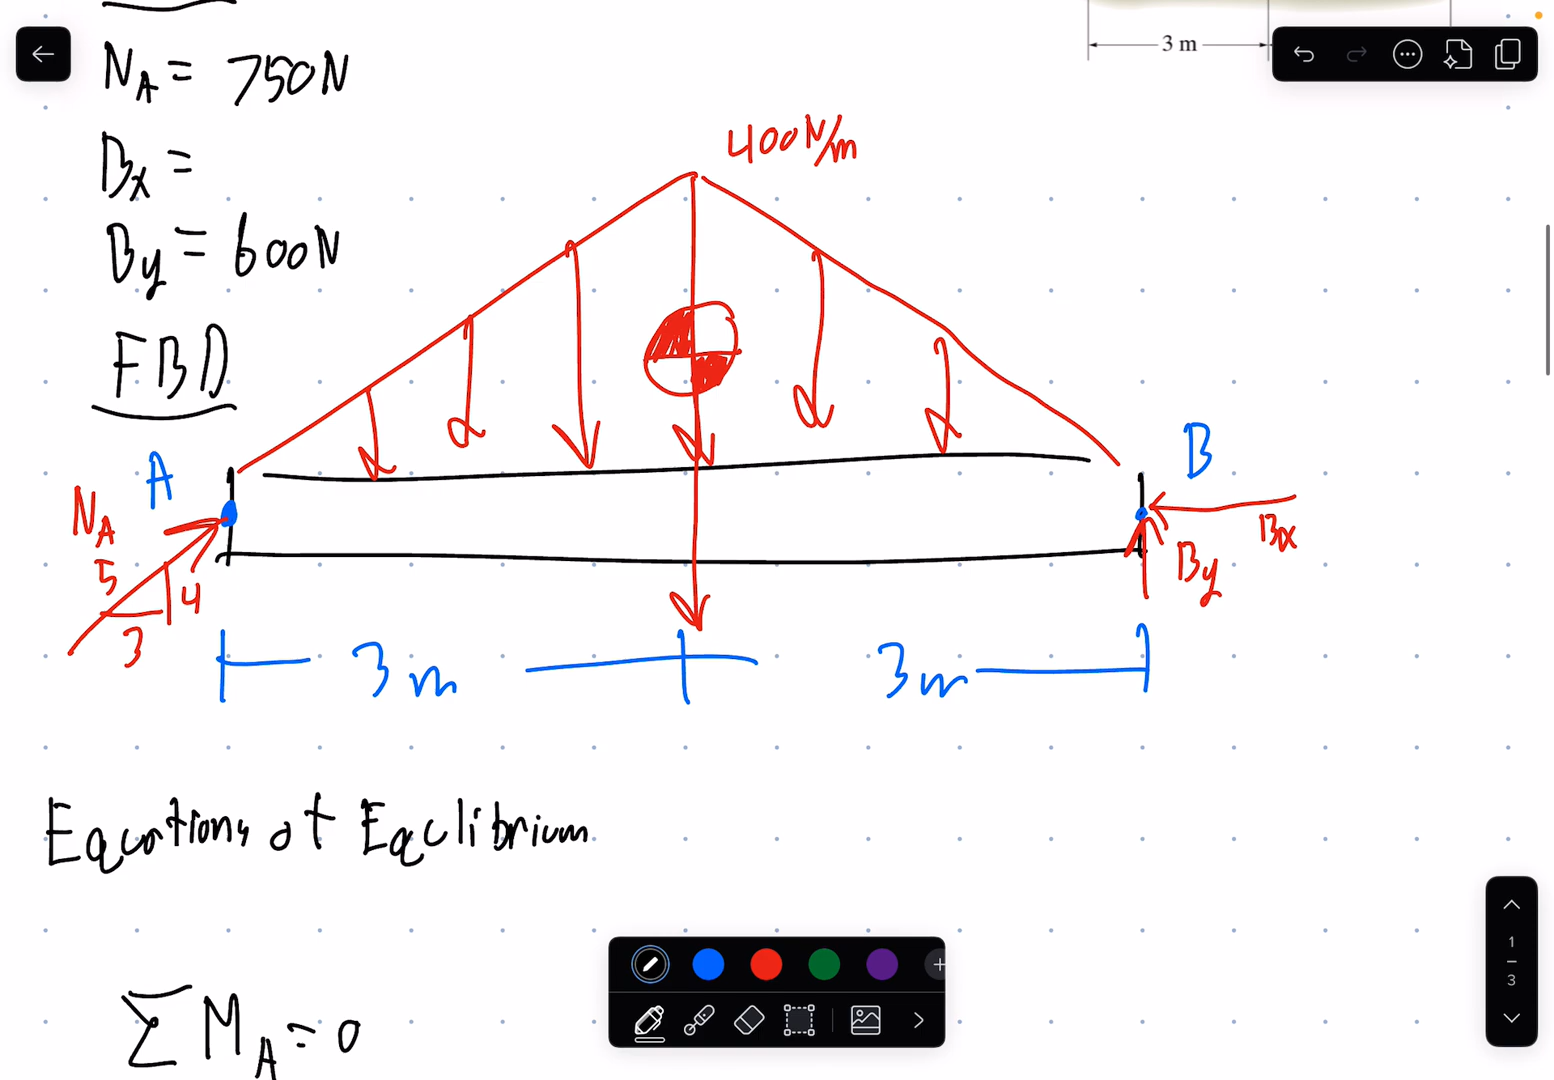 3 m
N_A = 750N
B_x =
B_y = 600N
400N/m
FBD
A
B
N_A
5
4
3
B_x
B_y
3m
3m
Equations of Equlibrium
1
3
ΣM_A = 0